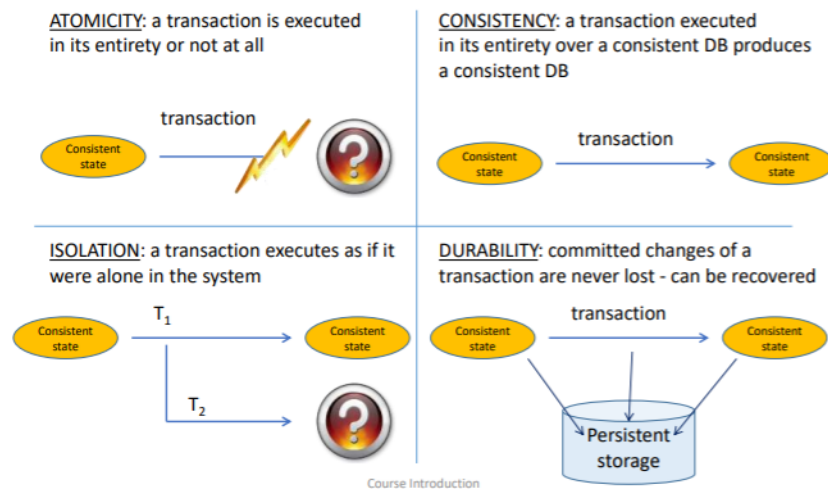 ATOMICITY: a transaction is executed
in its entirety or not at all
transaction
Consistent
state
?
CONSISTENCY: a transaction executed
in its entirety over a consistent DB produces
a consistent DB
transaction
Consistent
state
Consistent
state
ISOLATION: a transaction executes as if it
were alone in the system
T₁
Consistent
state
Consistent
state
T₂
?
DURABILITY: committed changes of a
transaction are never lost - can be recovered
transaction
Consistent
state
Consistent
state
Persistent
storage
Course Introduction